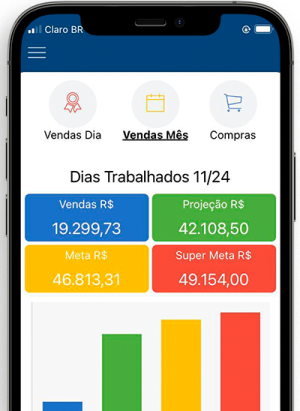 Claro BR
Vendas Dia
Vendas Mês
Compras
Dias Trabalhados 11/24
Vendas R$
Projeção R$
19.299,73
42.108,50
Meta R$
Super Meta R$
46.813,31
49.154,00